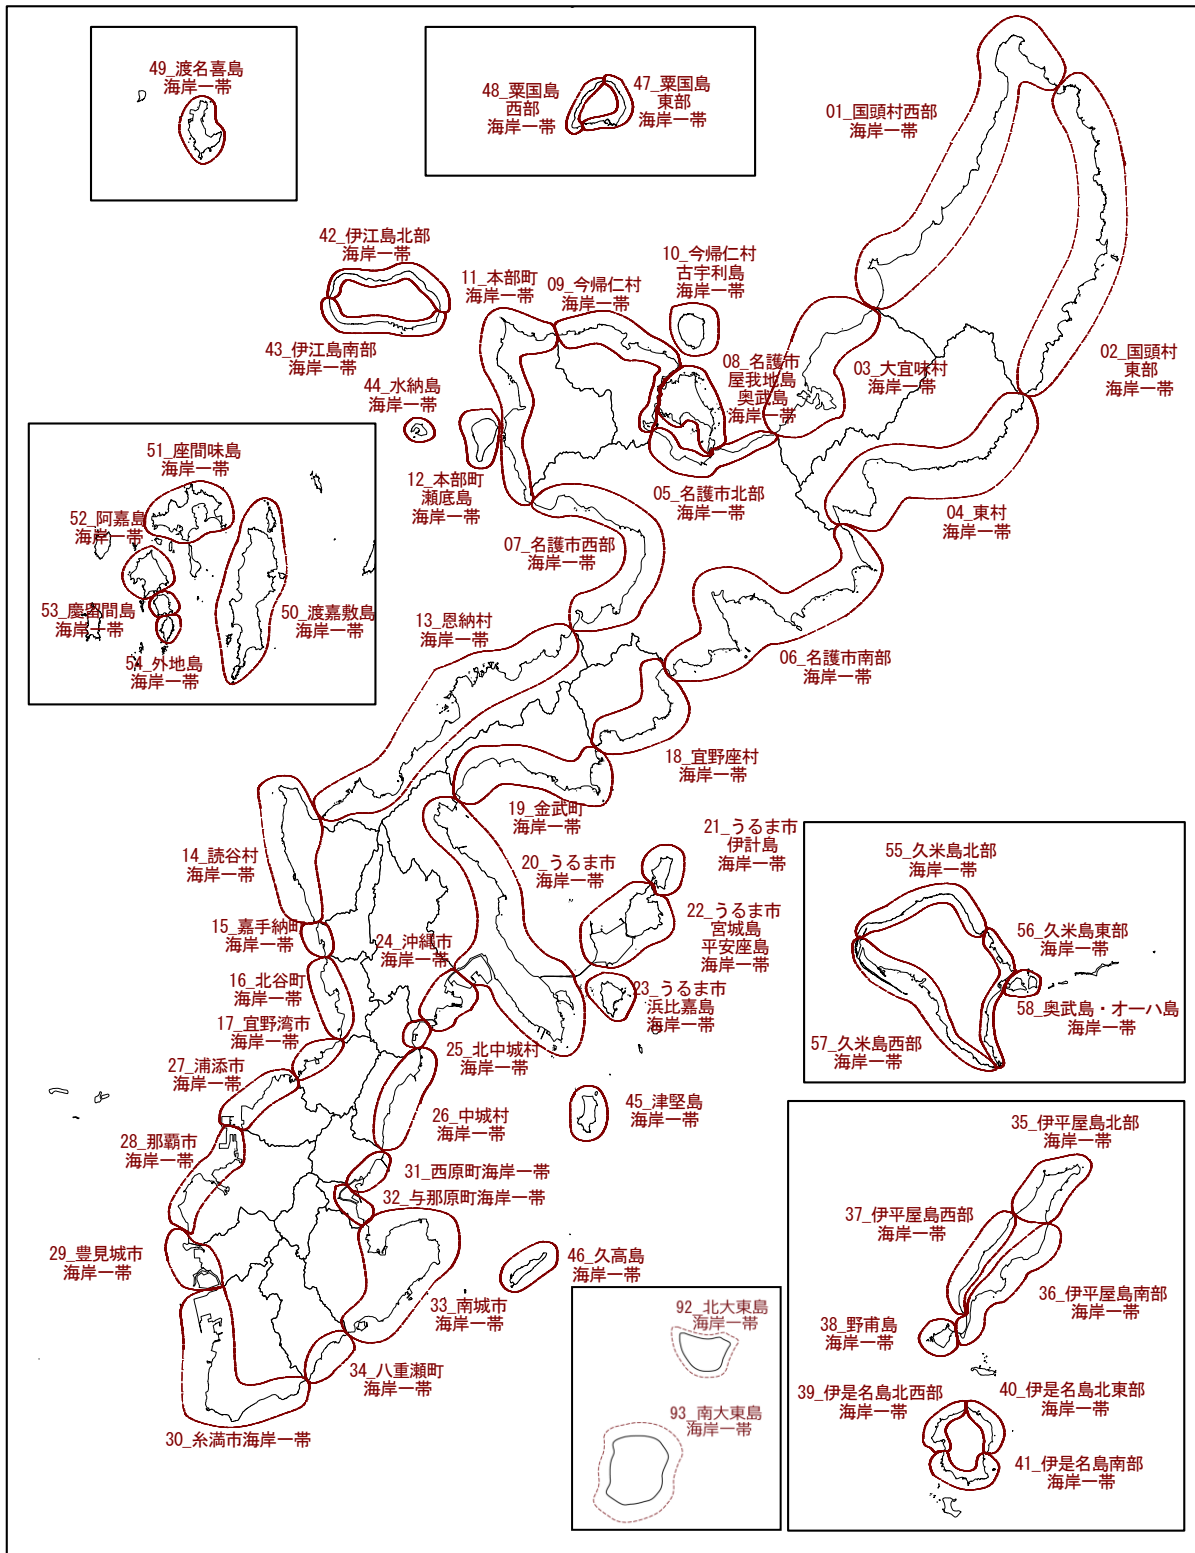 49_渡名喜島
海岸一帯
48_粟国島
西部
海岸一帯
47_粟国島
東部
海岸一帯
01_国頭村西部
海岸一帯
42_伊江島北部
海岸一帯
11_本部町
海岸一帯
09_今帰仁村
海岸一帯
10_今帰仁村
古宇利島
海岸一帯
43_伊江島南部
海岸一帯
44_水納島
海岸一帯
08_名護市
屋我地島
奥武島
海岸一帯
03_大宜味村
海岸一帯
02_国頭村
東部
海岸一帯
12_本部町
瀬底島
海岸一帯
05_名護市北部
海岸一帯
04_東村
海岸一帯
51_座間味島
海岸一帯
52_阿嘉島
海岸一帯
53_慶留間島
海岸一帯
54_外地島
海岸一帯
50_渡嘉敷島
海岸一帯
07_名護市西部
海岸一帯
13_恩納村
海岸一帯
06_名護市南部
海岸一帯
18_宜野座村
海岸一帯
19_金武町
海岸一帯
14_読谷村
海岸一帯
20_うるま市
海岸一帯
21_うるま市
伊計島
海岸一帯
22_うるま市
宮城島
平安座島
海岸一帯
15_嘉手納町
海岸一帯
24_沖縄市
海岸一帯
16_北谷町
海岸一帯
23_うるま市
浜比嘉島
海岸一帯
17_宜野湾市
海岸一帯
25_北中城村
海岸一帯
27_浦添市
海岸一帯
26_中城村
海岸一帯
45_津堅島
海岸一帯
28_那覇市
海岸一帯
31_西原町海岸一帯
32_与那原町海岸一帯
29_豊見城市
海岸一帯
46_久高島
海岸一帯
33_南城市
海岸一帯
34_八重瀬町
海岸一帯
30_糸満市海岸一帯
55_久米島北部
海岸一帯
56_久米島東部
海岸一帯
58_奥武島・オーハ島
海岸一帯
57_久米島西部
海岸一帯
35_伊平屋島北部
海岸一帯
37_伊平屋島西部
海岸一帯
36_伊平屋島南部
海岸一帯
38_野甫島
海岸一帯
39_伊是名島北西部
海岸一帯
40_伊是名島北東部
海岸一帯
41_伊是名島南部
海岸一帯
92_北大東島
海岸一帯
93_南大東島
海岸一帯